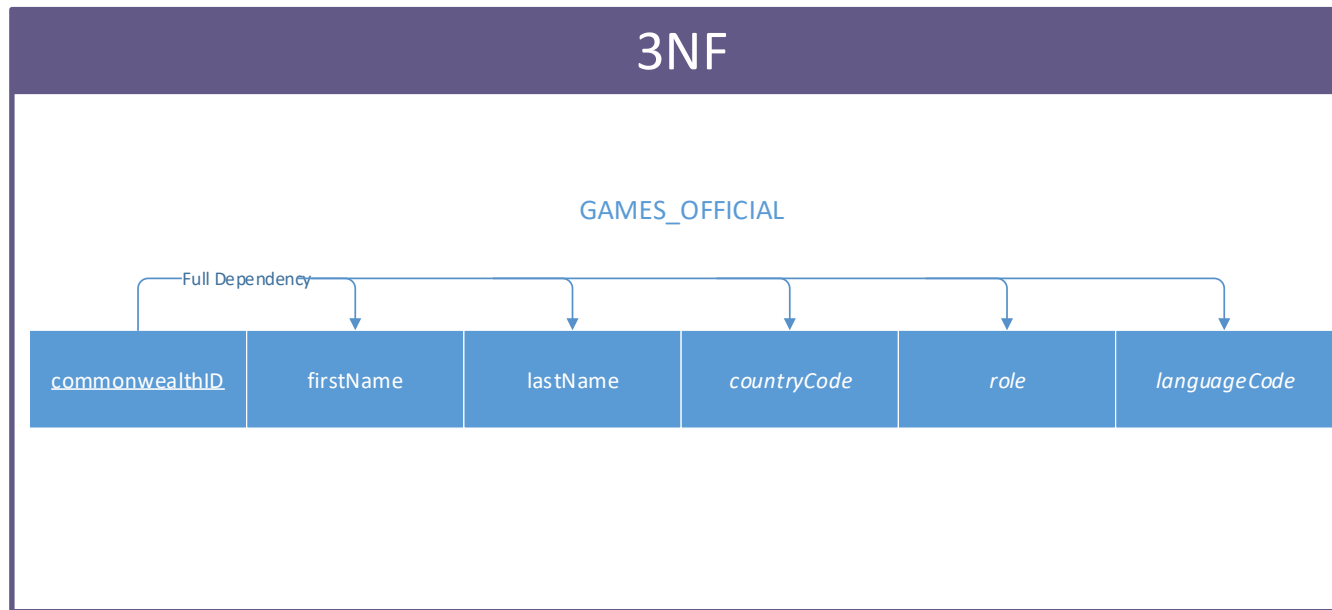 3NF
GAMES_OFFICIAL
Full Dependency
commonwealthID firstName lastName countryCode role languageCode